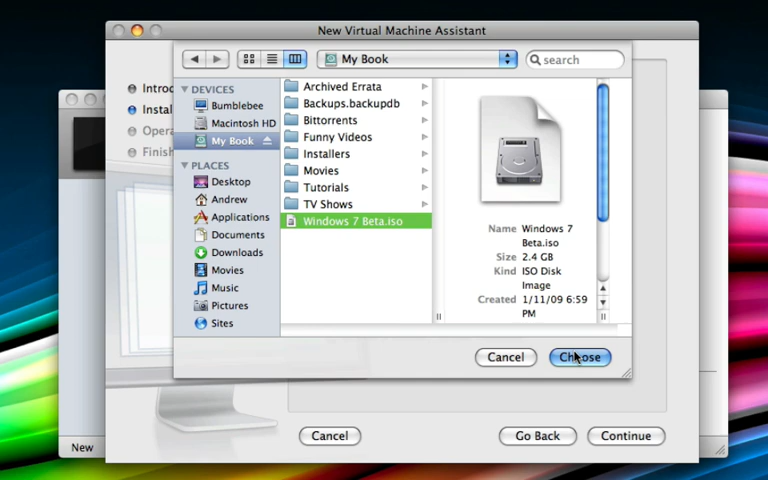 New Virtual Machine Assistant
My Book
search
Introd
Instal
Opera
Finish
DEVICES
Bumblebee
Macintosh HD
My Book
PLACES
Desktop
Andrew
Applications
Documents
Downloads
Movies
Music
Pictures
Sites
Archived Errata
Backups.backupdb
Bittorrents
Funny Videos
Installers
Movies
Tutorials
TV Shows
Windows 7 Beta.iso
Name Windows 7
Beta.iso
Size 2.4 GB
Kind ISO Disk
Image
Created 1/11/09 6:59
PM
Cancel
Choose
Cancel
Go Back
Continue
New